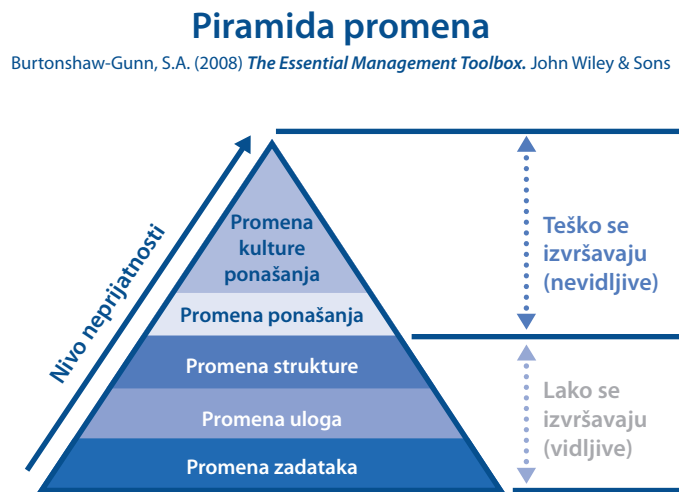 Piramida promena
Burtonshaw-Gunn, S.A. (2008) The Essential Management Toolbox. John Wiley & Sons
Nivo neprijatnosti
Promena
kulture
ponašanja
Promena ponašanja
Promena strukture
Promena uloga
Promena zadataka
Teško se
izvršavaju
(nevidljive)
Lako se
izvršavaju
(vidljive)